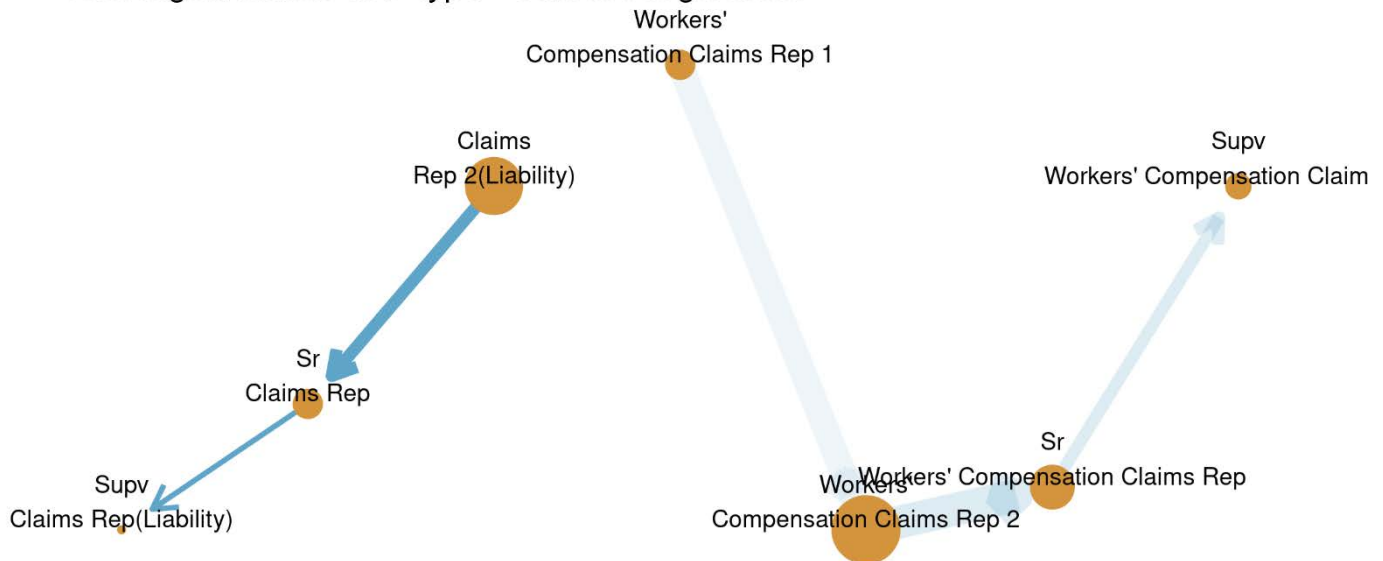 Workers'
Compensation Claims Rep 1
Claims
Rep 2(Liability)
Supv
Workers' Compensation Claim
Sr
Claims Rep
Sr
Workers' Compensation Claims Rep
Supv
Claims Rep(Liability)
Workers'
Compensation Claims Rep 2